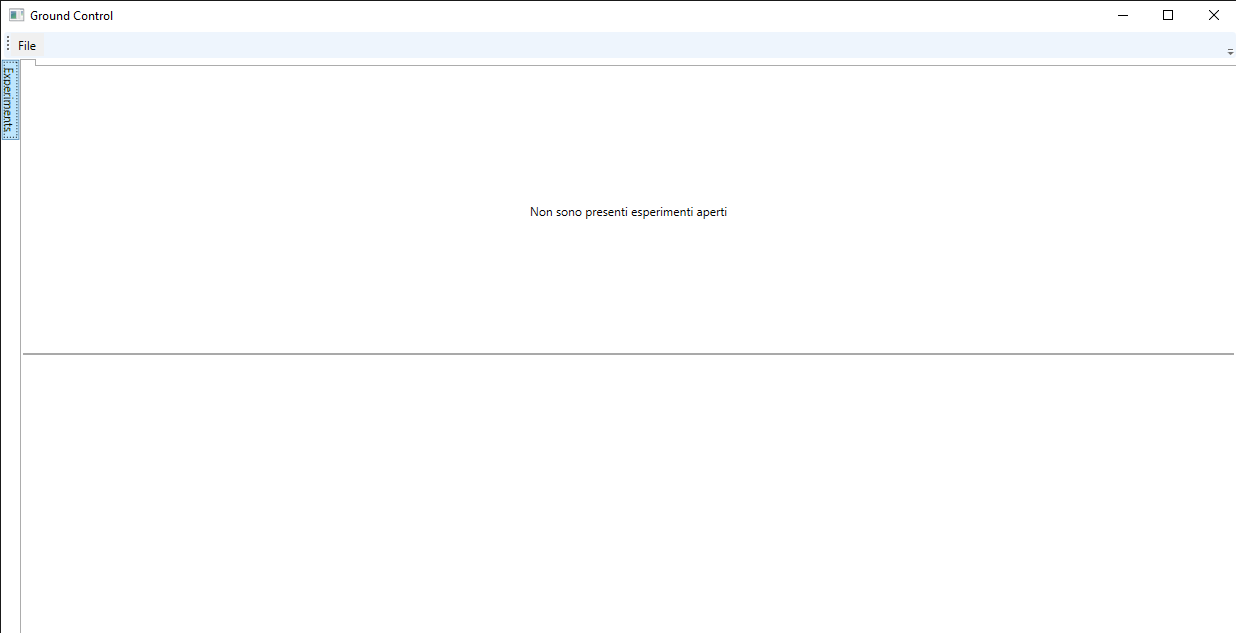 Ground Control
File
Experiments
Non sono presenti esperimenti aperti